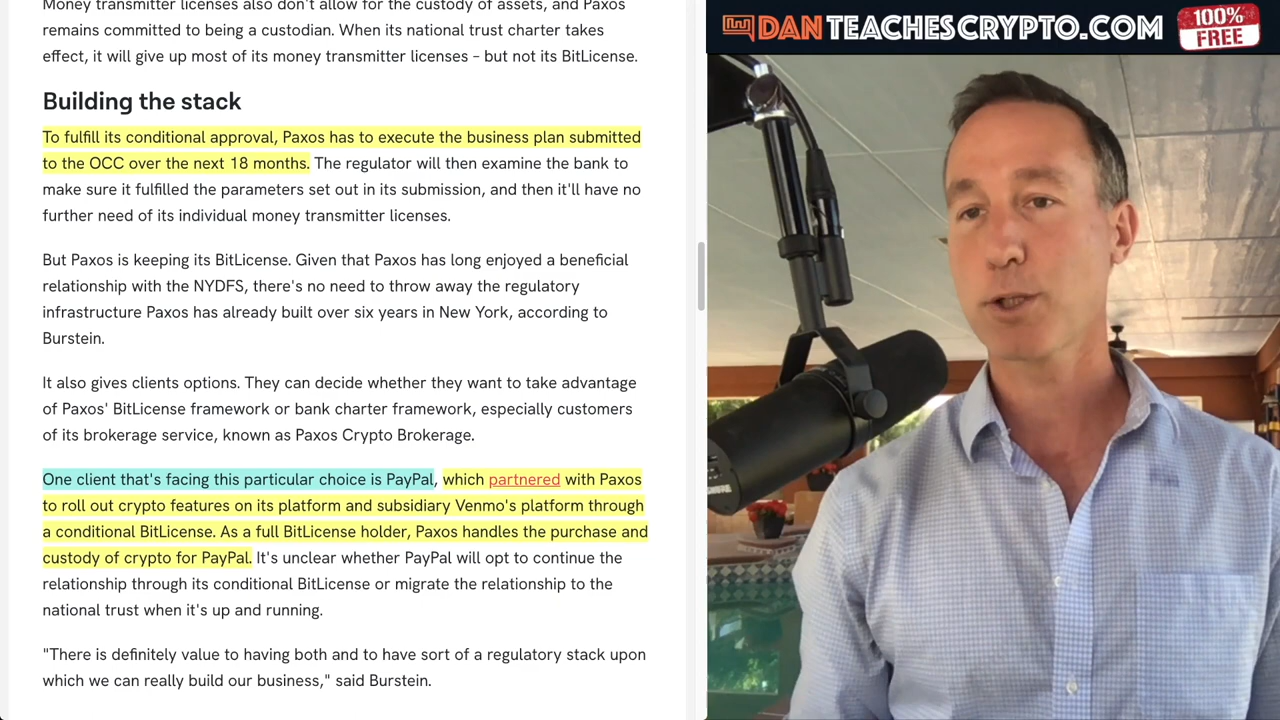 Money transmitter licenses also don't allow for the custody of assets, and Paxos
remains committed to being a custodian. When its national trust charter takes
effect, it will give up most of its money transmitter licenses – but not its BitLicense.
Building the stack
To fulfill its conditional approval, Paxos has to execute the business plan submitted
to the OCC over the next 18 months. The regulator will then examine the bank to
make sure it fulfilled the parameters set out in its submission, and then it'll have no
further need of its individual money transmitter licenses.
But Paxos is keeping its BitLicense. Given that Paxos has long enjoyed a beneficial
relationship with the NYDFS, there's no need to throw away the regulatory
infrastructure Paxos has already built over six years in New York, according to
Burstein.
It also gives clients options. They can decide whether they want to take advantage
of Paxos' BitLicense framework or bank charter framework, especially customers
of its brokerage service, known as Paxos Crypto Brokerage.
One client that's facing this particular choice is PayPal, which partnered with Paxos
to roll out crypto features on its platform and subsidiary Venmo's platform through
a conditional BitLicense. As a full BitLicense holder, Paxos handles the purchase and
custody of crypto for PayPal. It's unclear whether PayPal will opt to continue the
relationship through its conditional BitLicense or migrate the relationship to the
national trust when it's up and running.
"There is definitely value to having both and to have sort of a regulatory stack upon
which we can really build our business," said Burstein.
DANTEACHESCRYPTO.COM
100%
FREE